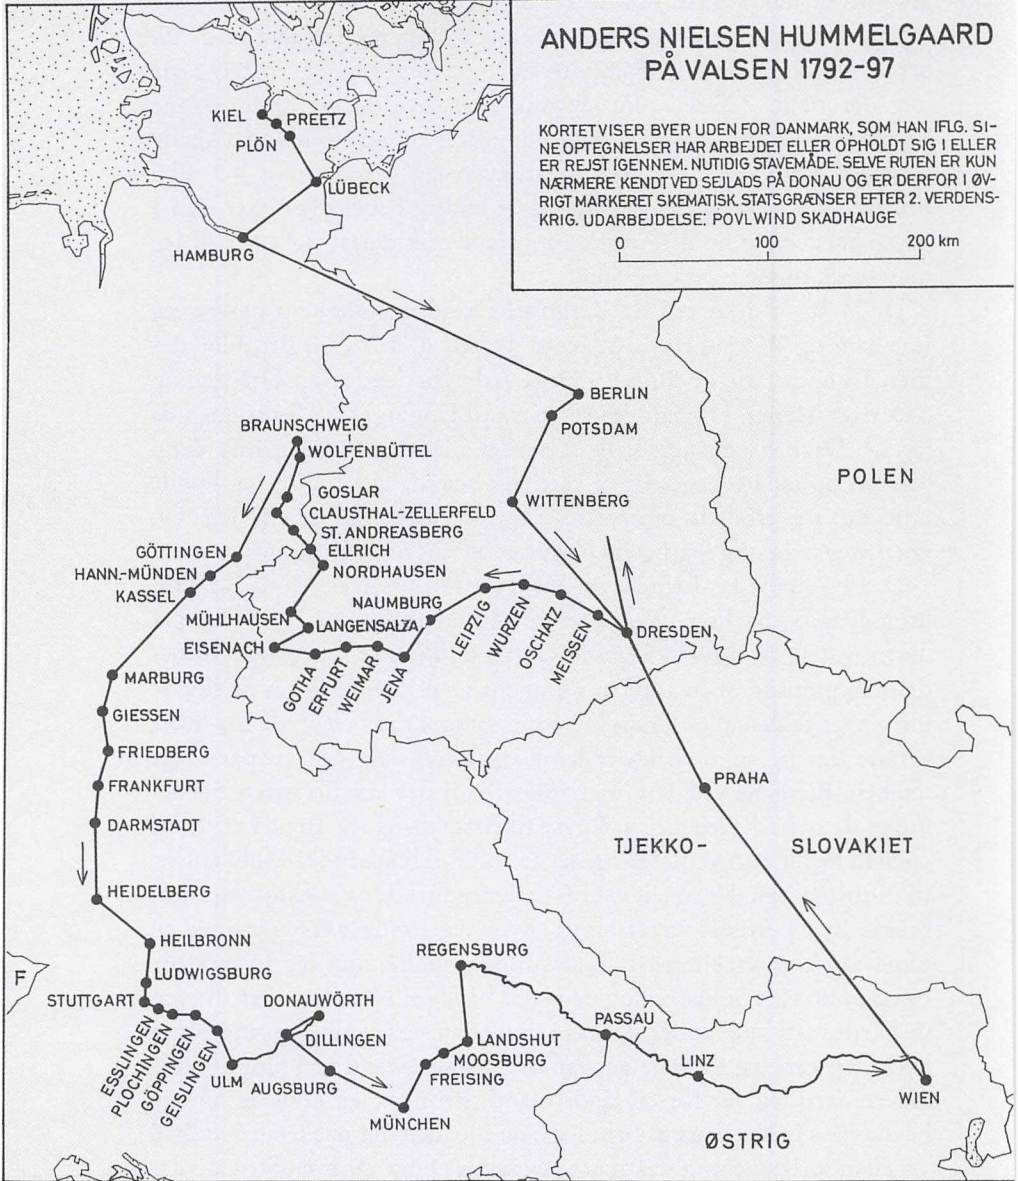 ANDERS NIELSEN HUMMELGAARD
PÅ VALSEN 1792-97
KORTET VISER BYER UDEN FOR DANMARK, SOM HAN IFLG. SI-
NE OPTEGNELSER HAR ARBEJDET ELLER OPHOLDT SIG I ELLER
ER REJST IGENNEM. NUTIDIG STAVEMÅDE. SELVE RUTEN ER KUN
NÆRMERE KENDT VED SEJLADS PÅ DONAU OG ER DERFOR I ØV-
RIGT MARKERET SKEMATISK. STATSGRÆNSER EFTER 2. VERDENS-
KRIG. UDARBEJDELSE: POVL WIND SKADHAUGE
0 100 200 km
KIEL
PREETZ
PLÖN
LÜBECK
HAMBURG
BERLIN
POTSDAM
BRAUNSCHWEIG
WOLFENBÜTTEL
POLEN
GOSLAR
WITTENBERG
CLAUSTHAL-ZELLERFELD
ST. ANDREASBERG
ELLRICH
GÖTTINGEN
NORDHAUSEN
HANN.-MÜNDEN
KASSEL
NAUMBURG
MÜHLHAUSEN
LANGENSALZA
EISENACH
GOTHA
ERFURT
WEIMAR
JENA
LEIPZIG
WURZEN
OSCHATZ
MEISSEN
DRESDEN
MARBURG
GIESSEN
FRIEDBERG
FRANKFURT
PRAHA
DARMSTADT
TJEKKO- SLOVAKIET
HEIDELBERG
HEILBRONN
REGENSBURG
F
LUDWIGSBURG
STUTTGART
DONAUWÖRTH
PASSAU
ESSLINGEN
PLOCHINGEN
GÖPPINGEN
GEISLINGEN
DILLINGEN
LANDSHUT
MOOSBURG
LINZ
ULM
AUGSBURG
FREISING
WIEN
MÜNCHEN
ØSTRIG